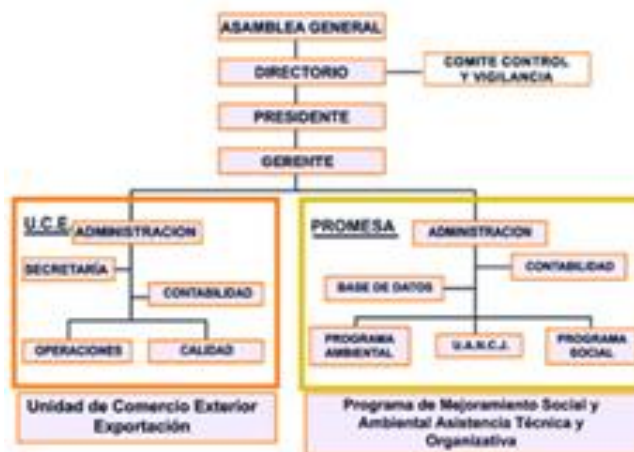 ASAMBLEA GENERAL
DIRECTORIO
COMITE CONTROL
Y VIGILANCIA
PRESIDENTE
GERENTE
U.C.E.
ADMINISTRACION
SECRETARÍA
CONTABILIDAD
OPERACIONES
CALIDAD
Unidad de Comercio Exterior
Exportación
PROMESA
ADMINISTRACION
CONTABILIDAD
BASE DE DATOS
PROGRAMA
AMBIENTAL
U.A.N.C.J.
PROGRAMA
SOCIAL
Programa de Mejoramiento Social y
Ambiental Asistencia Técnica y
Organizativa